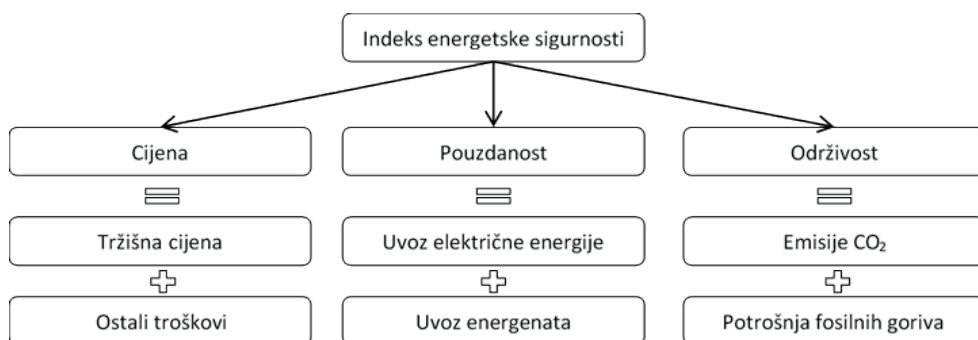 Indeks energetske sigurnosti
Cijena
Pouzdanost
Održivost
Tržišna cijena
Uvoz električne energije
Emisije CO₂
Ostali troškovi
Uvoz energenata
Potrošnja fosilnih goriva